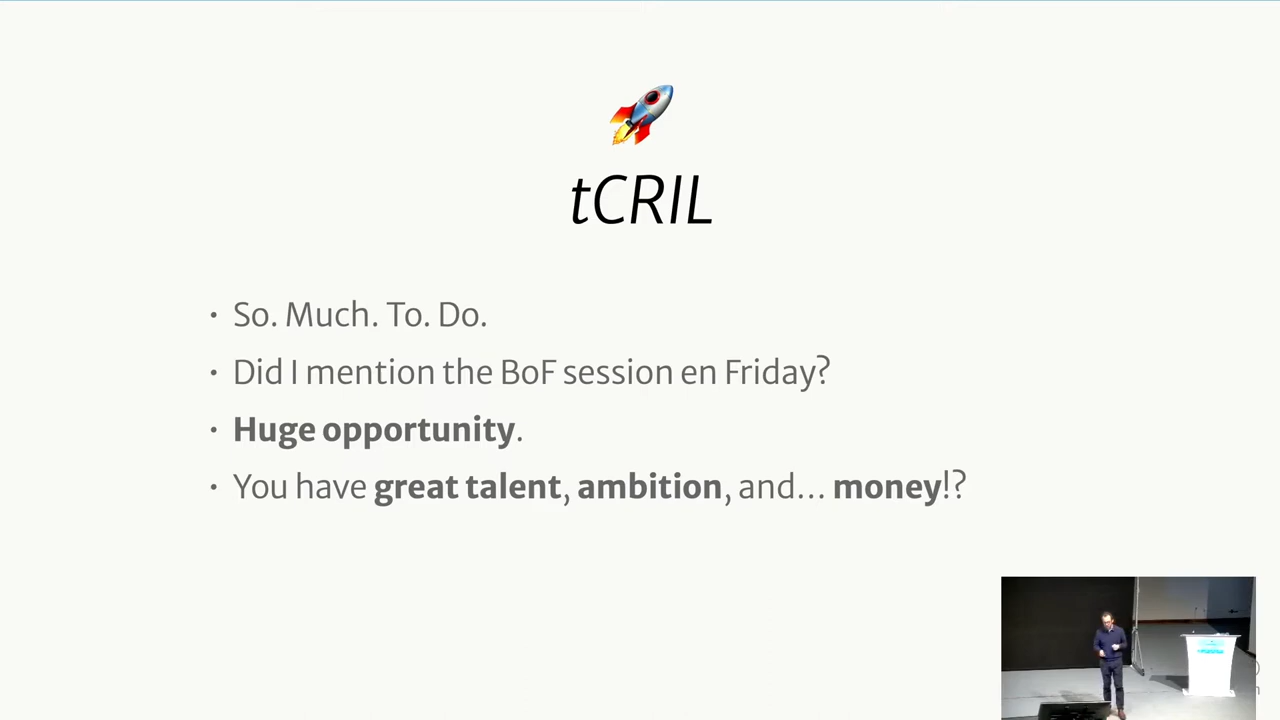 tCRIL
• So. Much. To. Do.
• Did I mention the BoF session en Friday?
• Huge opportunity.
• You have great talent, ambition, and... money!?